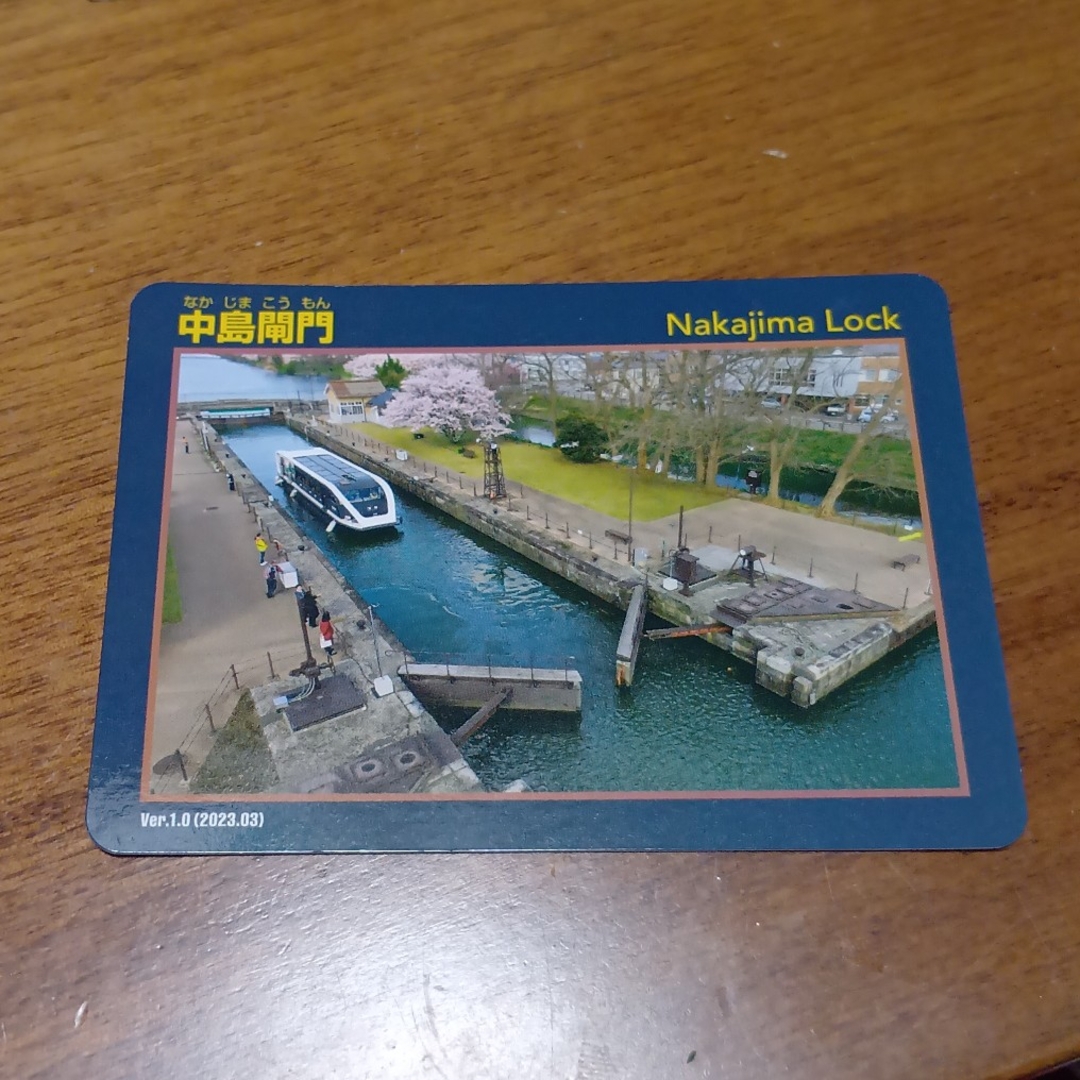 なか じま こう もん
中島閘門
Nakajima Lock
Ver.1.0 (2023.03)